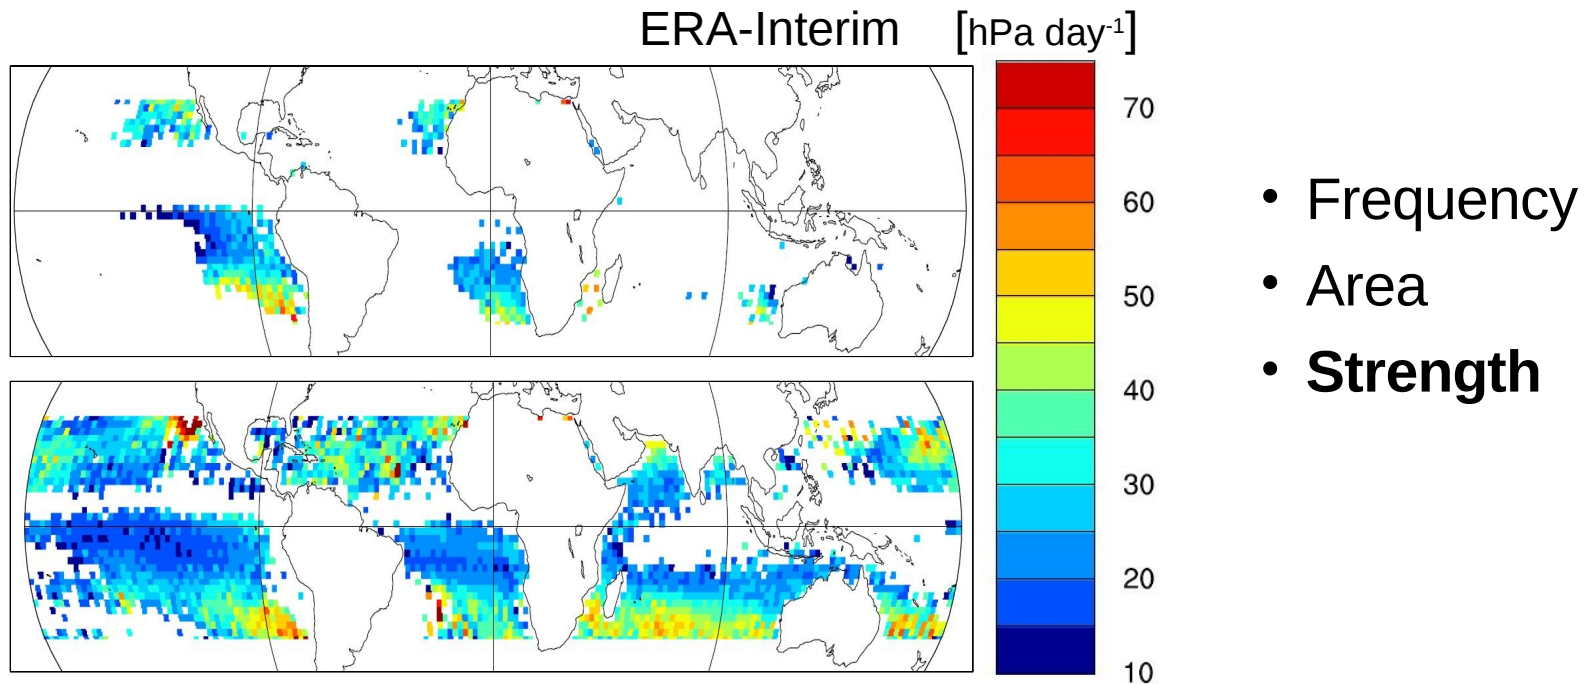 ERA-Interim [hPa day-1]
70
60
50
40
30
20
10
• Frequency
• Area
• Strength